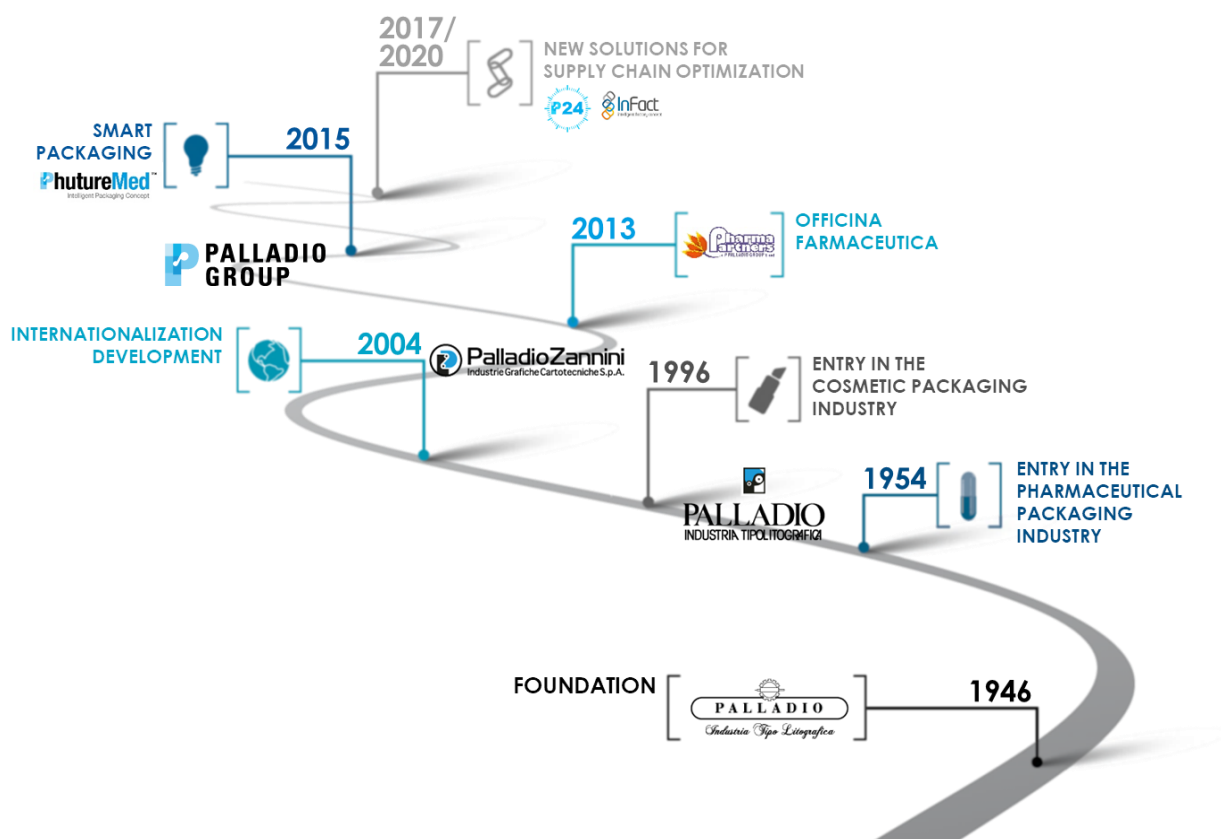 2017/
2020
NEW SOLUTIONS FOR
SUPPLY CHAIN OPTIMIZATION
P24
InFact
SMART
PACKAGING
2015
PhutureMed™
Intelligent Packaging Concept
2013
Pharma
Partners
OFFICINA
FARMACEUTICA
PALLADIO
GROUP
INTERNATIONALIZATION
DEVELOPMENT
2004
PalladioZannini
Industrie Grafiche Cartotecniche S.p.A.
1996
ENTRY IN THE
COSMETIC PACKAGING
INDUSTRY
PALLADIO
INDUSTRIA TIPOLITOGRAFICA
1954
ENTRY IN THE
PHARMACEUTICAL
PACKAGING
INDUSTRY
FOUNDATION
PALLADIO
Industria Tipo Litografica
1946